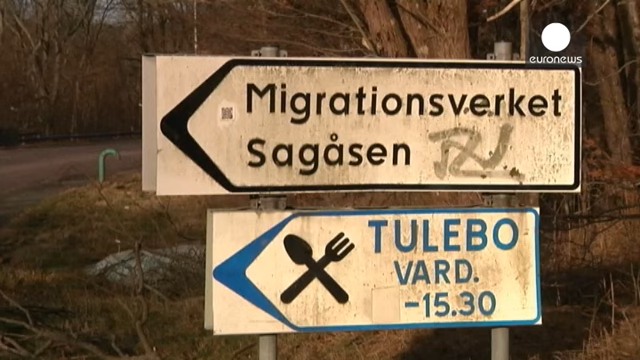 euronews
Migrationsverket
Sagåsen
TULEBO
VARD.
-15.30